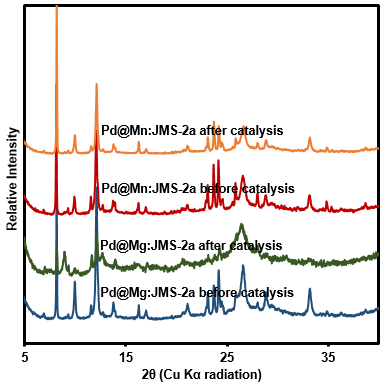 Relative Intensity
Pd@Mn:JMS-2a after catalysis
Pd@Mn:JMS-2a before catalysis
Pd@Mg:JMS-2a after catalysis
Pd@Mg:JMS-2a before catalysis
5 15 25 35
2θ (Cu Kα radiation)